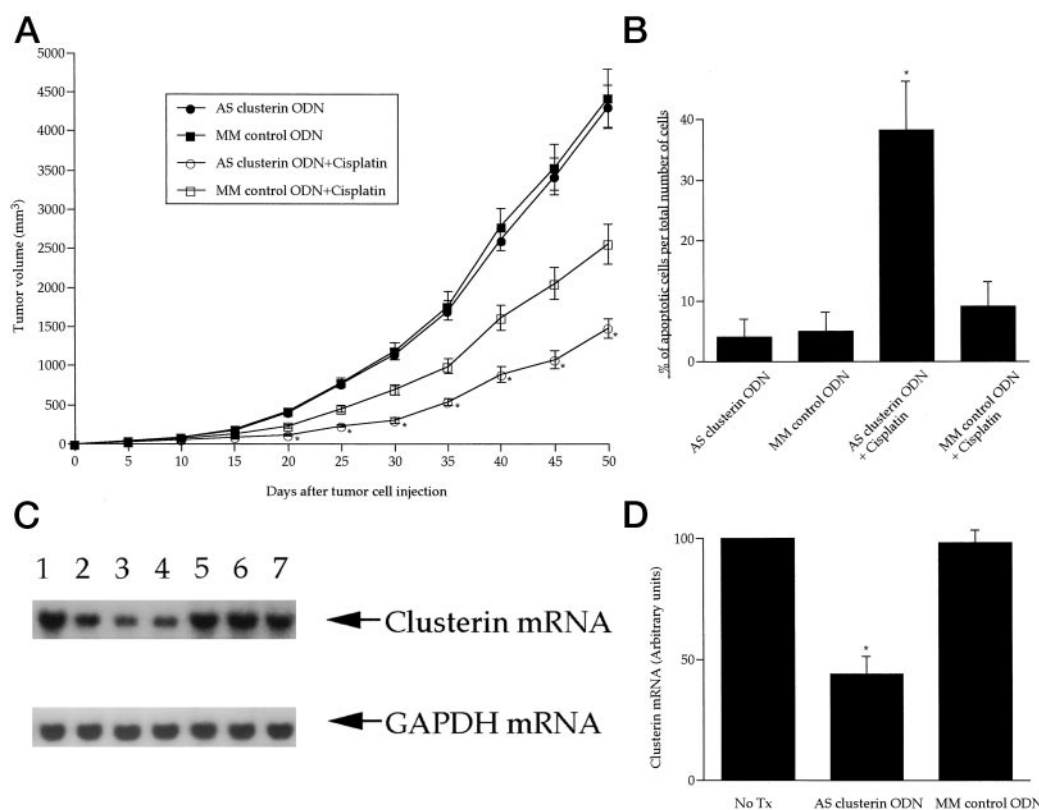 A
5000
4500
4000
3500
3000
2500
2000
1500
1000
500
0
Tumor volume (mm³)
AS clusterin ODN
MM control ODN
AS clusterin ODN+Cisplatin
MM control ODN+Cisplatin
* * * * * * *
0 5 10 15 20 25 30 35 40 45 50
Days after tumor cell injection
B
% of apoptotic cells per total number of cells
40
30
20
10
0
*
AS clusterin ODN
MM control ODN
AS clusterin ODN
+ Cisplatin
MM control ODN
+ Cisplatin
C
1 2 3 4 5 6 7
Clusterin mRNA
GAPDH mRNA
D
Clusterin mRNA (Arbitrary units)
100
50
0
*
No Tx AS clusterin ODN MM control ODN